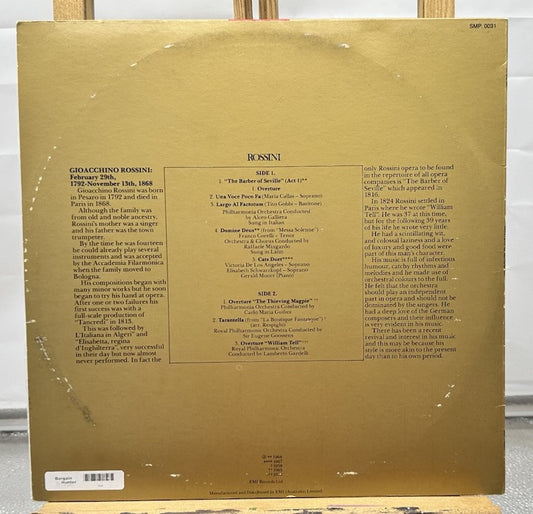 SMP. 0031
ROSSINI
GIOACCHINO ROSSINI:
February 29th,
1792-November 13th, 1868
Gioacchino Rossini was born
in Pesaro in 1792 and died in
Paris in 1868.
Although the family was
from old and noble ancestry,
Rossini's mother was a singer
and his father was the town
trumpeter.
By the time he was fourteen
he could already play several
instruments and was accepted
by the Accademia Filarmonica
when the family moved to
Bologna.
His compositions began with
many minor works but he soon
began to try his hand at opera.
After one or two failures his
first success was with a
full-scale production of
"Tancredi" in 1813.
This was followed by
L'Italiana in Algeri" and
"Elisabetta, regina
d'Inghilterra", very successful
in their day but now almost
never performed. In fact the
SIDE 1.
1. "The Barber of Seville" (Act 1)**
1. Overture
2. Una Voce Poco Fa (Maria Callas - Soprano)
3. Largo Al Factotum (Tito Gobbi - Baritone)
Philharmonia Orchestra Conducted
by Alceo Galliera
Sung in Italian
4. Domine Deus** (from "Messa Solenne")
Franco Corelli - Tenor
Orchestra & Chorus Conducted by
Raffaele Mingardo
Sung in Latin
5. Cats Duet****
Victoria De Los Angeles - Soprano
Elisabeth Schwarzkopf - Soprano
Gerald Moore (Piano)
SIDE 2.
1. Overture "The Thieving Magpie"
Philharmonia Orchestra Conducted by
Carlo Maria Giulini
2. Tarantella (from "La Boutique Fantasque")
(arr. Respighi)
Royal Philharmonic Orchestra Conducted by
Sir Eugene Goossens
3. Overture "William Tell"
Royal Philharmonic Orchestra
Conducted by Lamberto Gardelli
only Rossini opera to be found
in the repertoire of all opera
companies is "The Barber of
Seville" which appeared in
1816.
In 1824 Rossini settled in
Paris where he wrote "William
Tell". He was 37 at this time,
but for the following 39 years
of his life he wrote very little.
He had a scintillating wit,
and colossal laziness and a love
of luxury and good food were
part of this man's character.
His music is full of infectious
humour, catchy rhythms and
melodies and he made use of
orchestral colours to the full.
He felt that the orchestra
should play an independent
part in opera and should not be
dominated by the singers. He
had a deep love of the German
composers and their influence
is very evident in his music.
There has been a recent
revival and interest in his music
and this may be because his
style is more akin to the present
day than to his own period.
EMI Records Ltd
Manufactured and Distributed by EMI (Australia) Limited
Bargain
Hunter